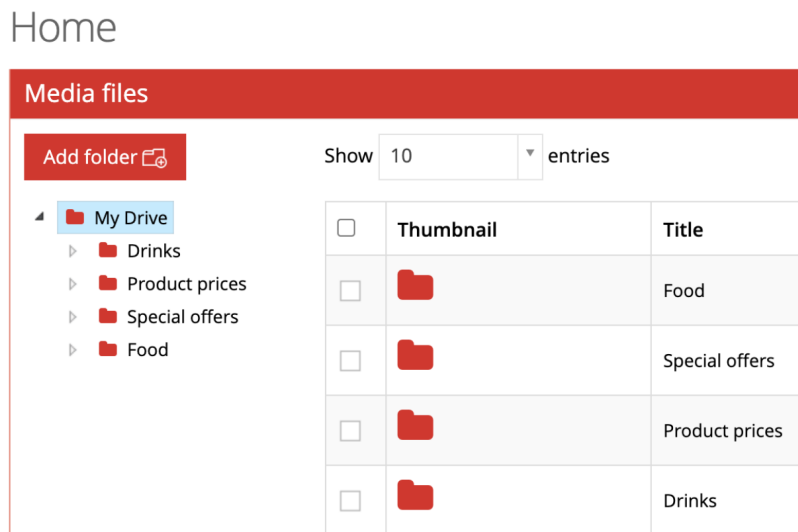 Home
Media files
Add folder
Show 10 entries
My Drive
Drinks
Product prices
Special offers
Food
Thumbnail Title
Food
Special offers
Product prices
Drinks